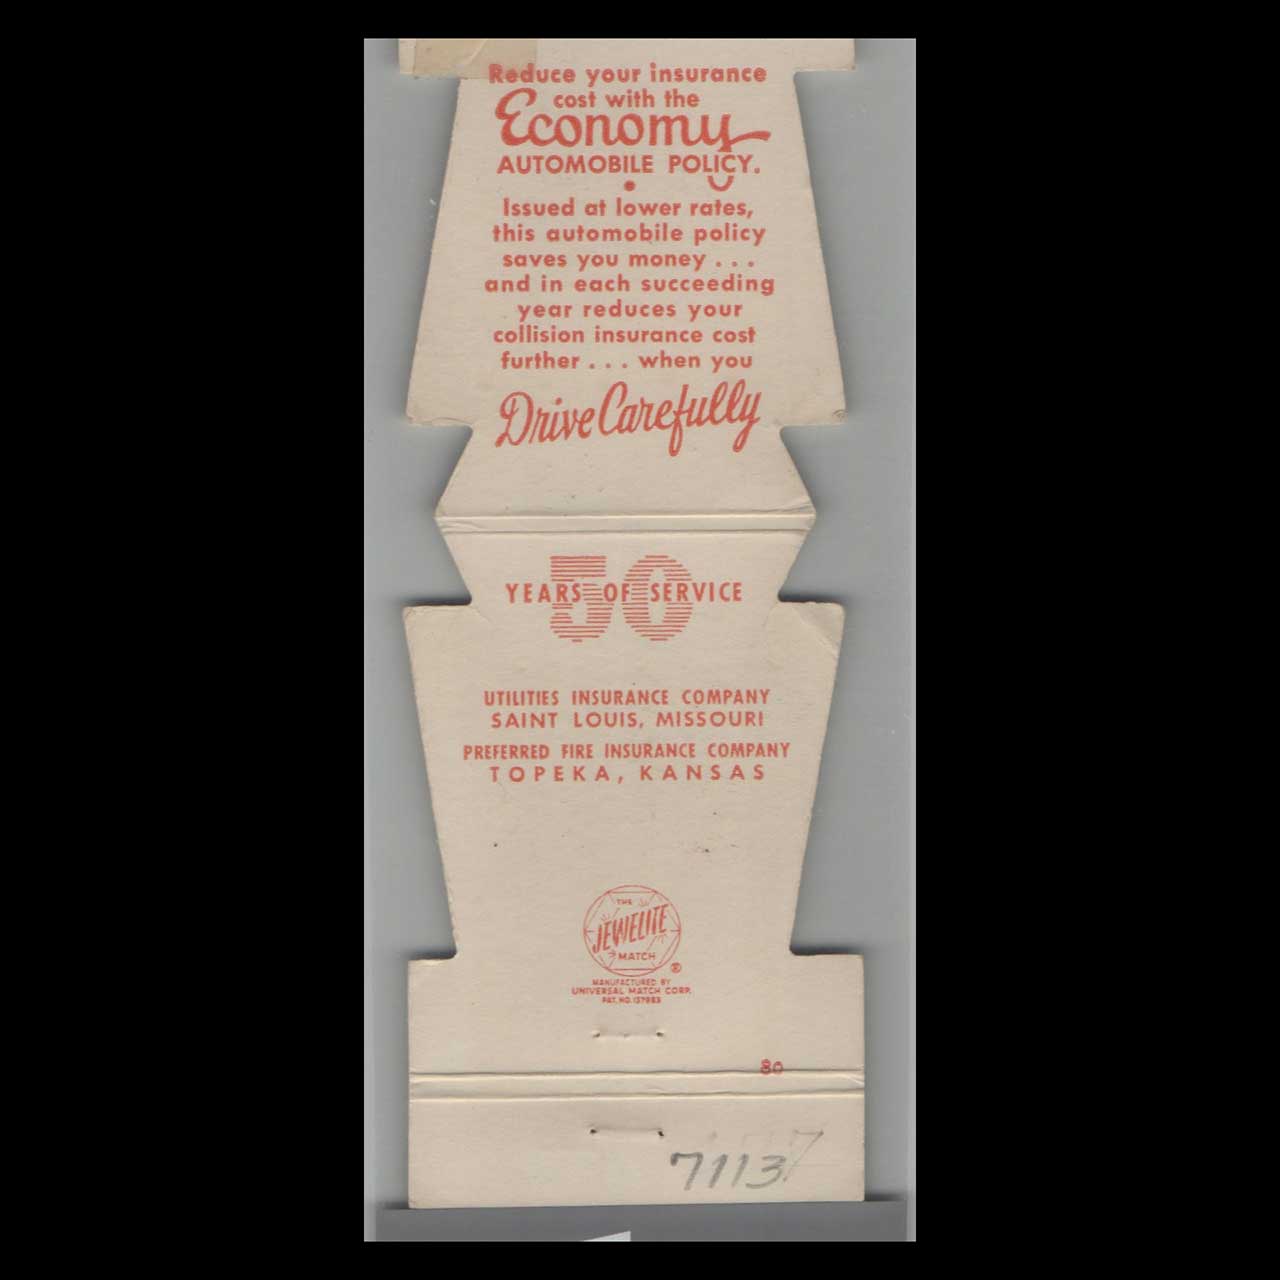 Reduce your insurance
cost with the
Economy
AUTOMOBILE POLICY.
•
Issued at lower rates,
this automobile policy
saves you money . . .
and in each succeeding
year reduces your
collision insurance cost
further . . . when you
Drive Carefully
50
YEARS OF SERVICE
UTILITIES INSURANCE COMPANY
SAINT LOUIS, MISSOURI
PREFERRED FIRE INSURANCE COMPANY
TOPEKA, KANSAS
THE
JEWELITE
MATCH
®
MANUFACTURED BY
UNIVERSAL MATCH CORP.
PAT. NO. 137983
80
7113